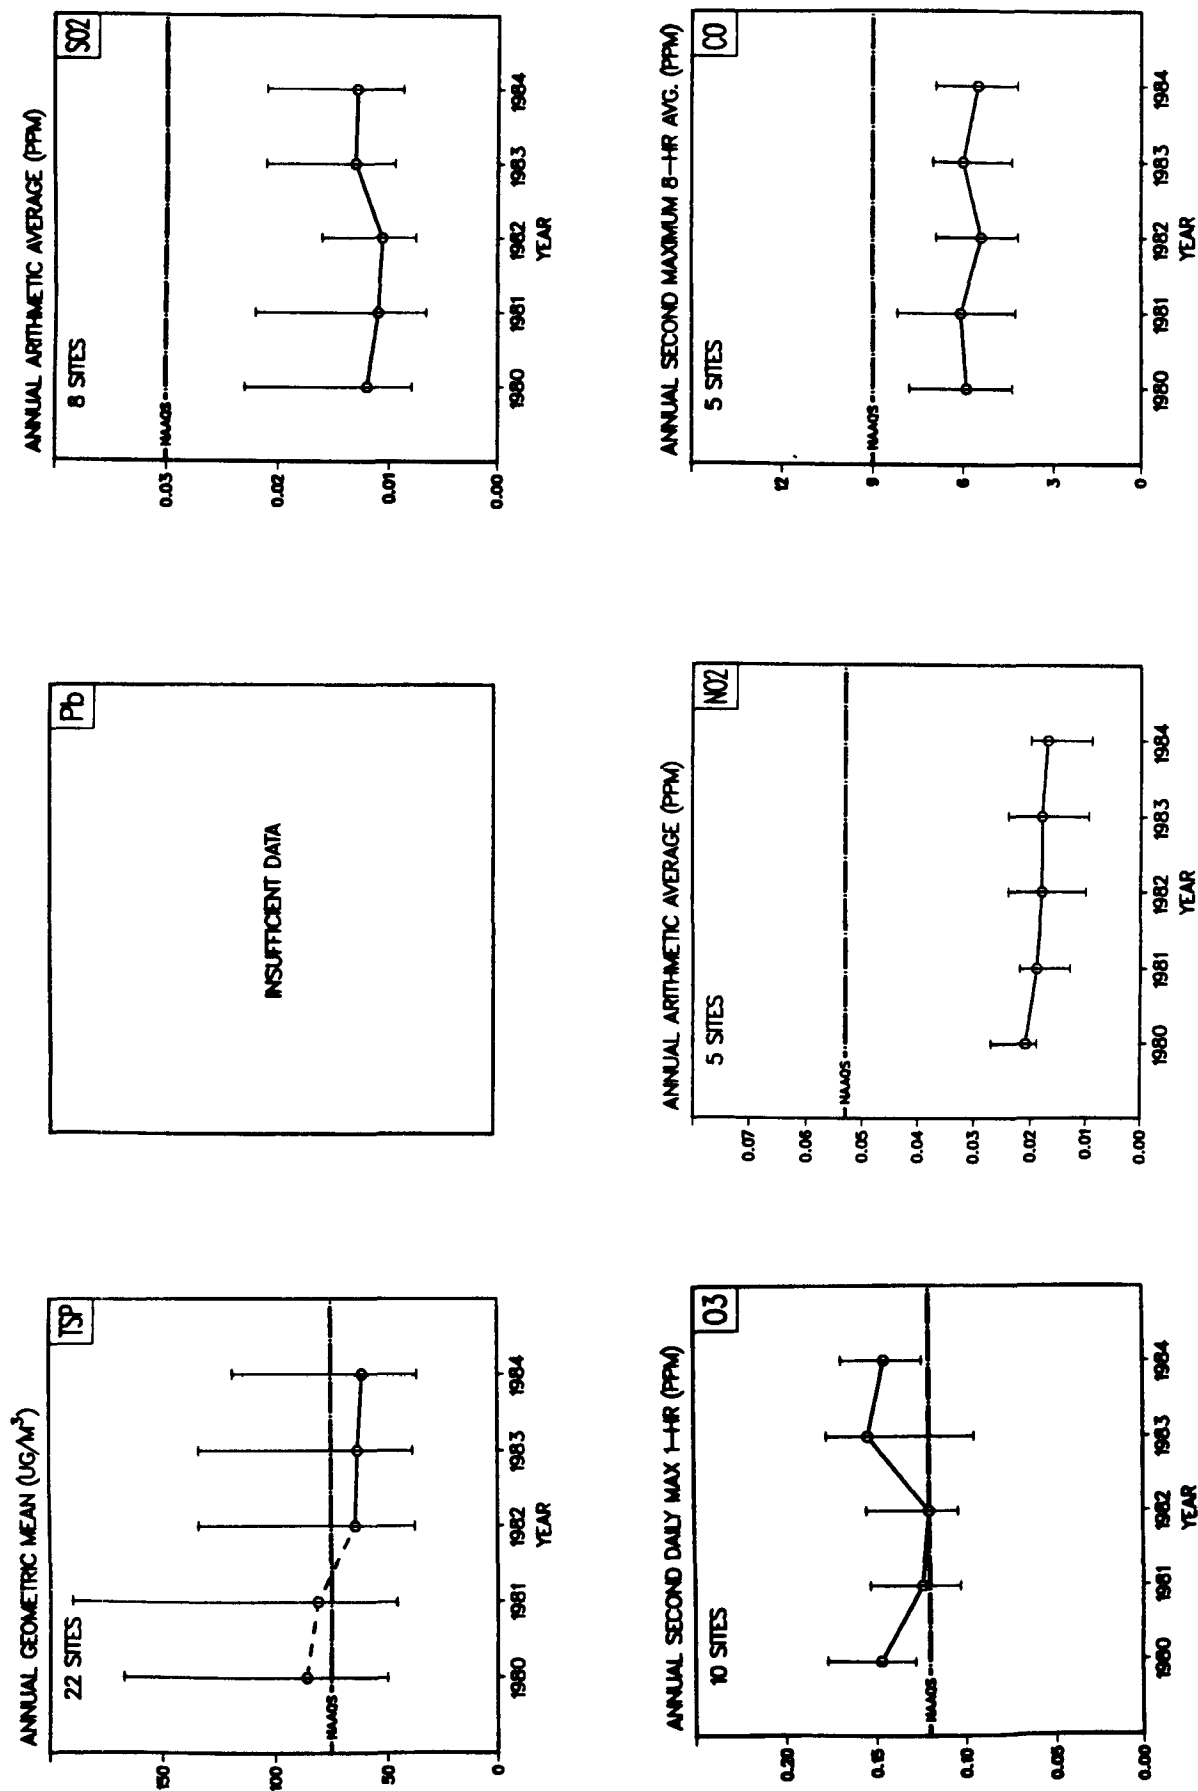 ANNUAL GEOMETRIC MEAN (UG/M³)
TSP
22 SITES
150
100
50
0
NAAQS
1980 1981 1982 1983 1984
YEAR
Pb
INSUFFICIENT DATA
ANNUAL ARITHMETIC AVERAGE (PPM)
SO2
8 SITES
0.03
0.02
0.01
0.00
NAAQS
1980 1981 1982 1983 1984
YEAR
ANNUAL SECOND DAILY MAX 1-HR (PPM)
O3
10 SITES
0.20
0.15
0.10
0.05
0.00
NAAQS
1980 1981 1982 1983 1984
YEAR
ANNUAL ARITHMETIC AVERAGE (PPM)
NO2
5 SITES
0.07
0.06
0.05
0.04
0.03
0.02
0.01
0.00
NAAQS
1980 1981 1982 1983 1984
YEAR
ANNUAL SECOND MAXIMUM 8-HR AVG. (PPM)
CO
5 SITES
12
9
6
3
0
NAAQS
1980 1981 1982 1983 1984
YEAR